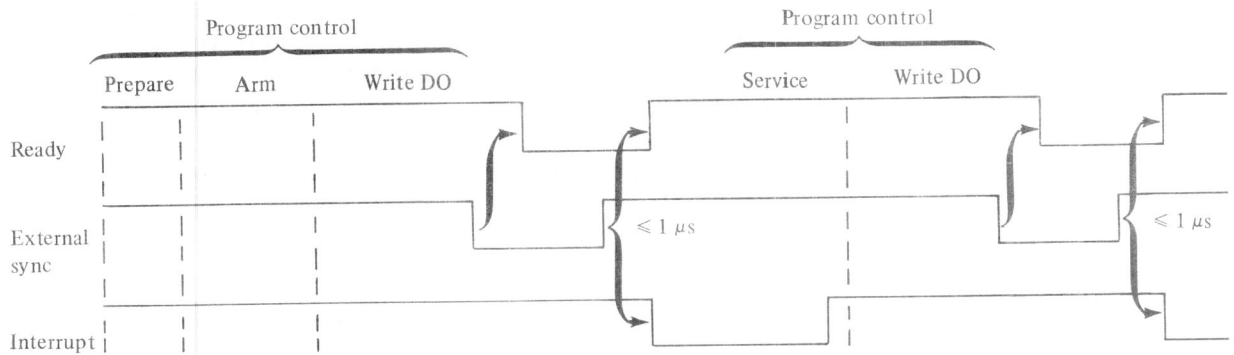 Program control
Program control
Prepare Arm Write DO
Service Write DO
Ready
External
sync
⩽ 1 μs
⩽ 1 μs
Interrupt